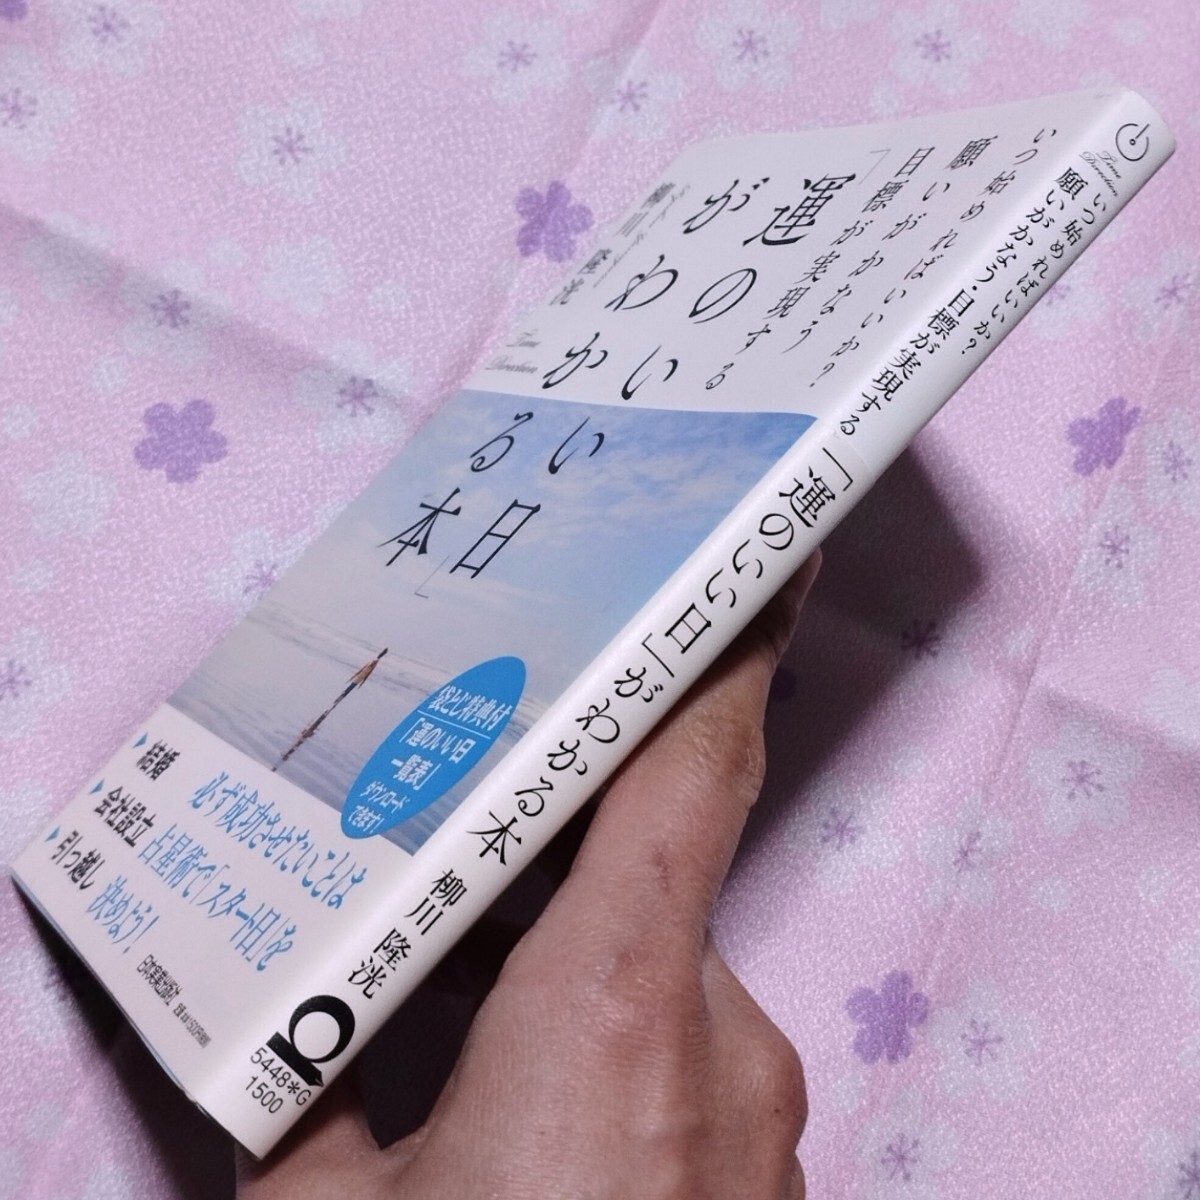 いつ始めればいいか?
願いがかなう
目標が実現する
「運のいい日」
がわかる本
柳川隆洸
Time
Direction
袋とじ特典付
「運のいい日
一覧表」
ダウンロード
できます!
必ず成功させたいことは
占星術で「スタート日」を
決めよう!
▶結婚
▶会社設立
▶引っ越し
日本実業出版社
Time
Direction
いつ始めればいいか?
願いがかなう・目標が実現する
「運のいい日」がわかる本
柳川 隆洸
5448*G
1500